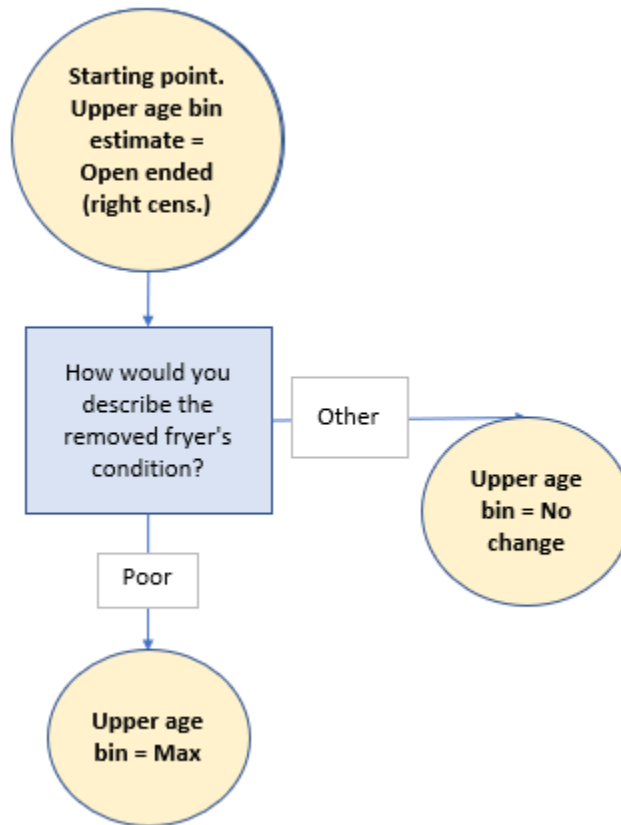 Starting point.
Upper age bin
estimate =
Open ended
(right cens.)
How would you
describe the
removed fryer's
condition?
Other
Upper age
bin = No
change
Poor
Upper age
bin = Max